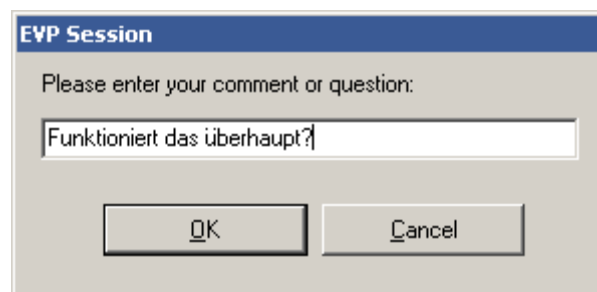 EVP Session
Please enter your comment or question:
Funktioniert das überhaupt?
OK
Cancel